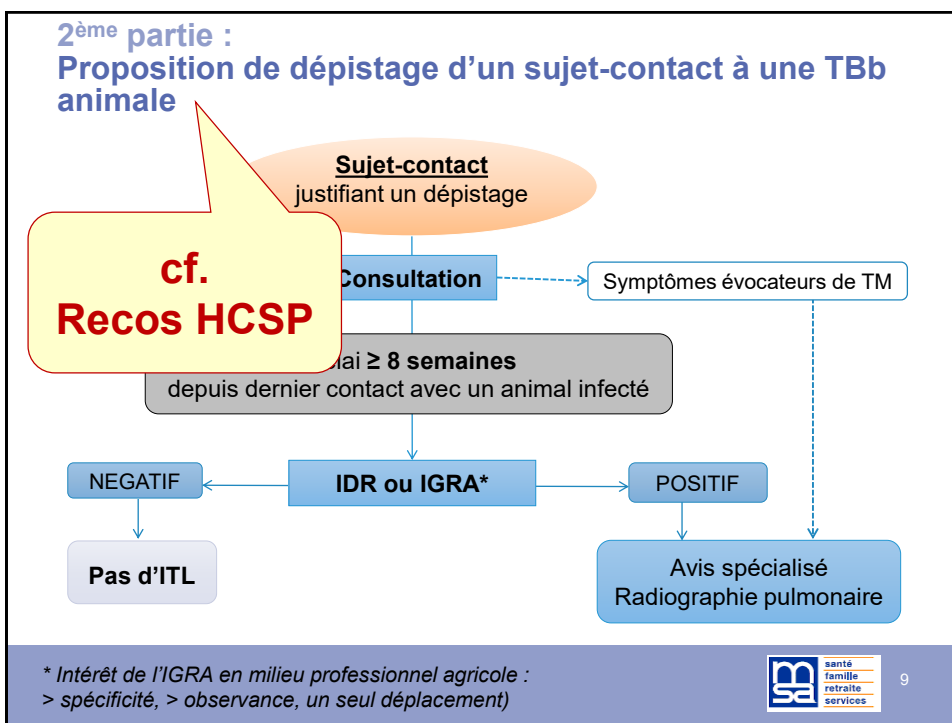 2ème partie :
Proposition de dépistage d'un sujet-contact à une TBb
animale
Sujet-contact
justifiant un dépistage
cf.
Recos HCSP
Consultation
Symptômes évocateurs de TM
≥ 8 semaines
depuis dernier contact avec un animal infecté
NEGATIF
IDR ou IGRA*
POSITIF
Pas d'ITL
Avis spécialisé
Radiographie pulmonaire
* Intérêt de l'IGRA en milieu professionnel agricole :
> spécificité, > observance, un seul déplacement)
msa
santé
famille
retraite
services
9